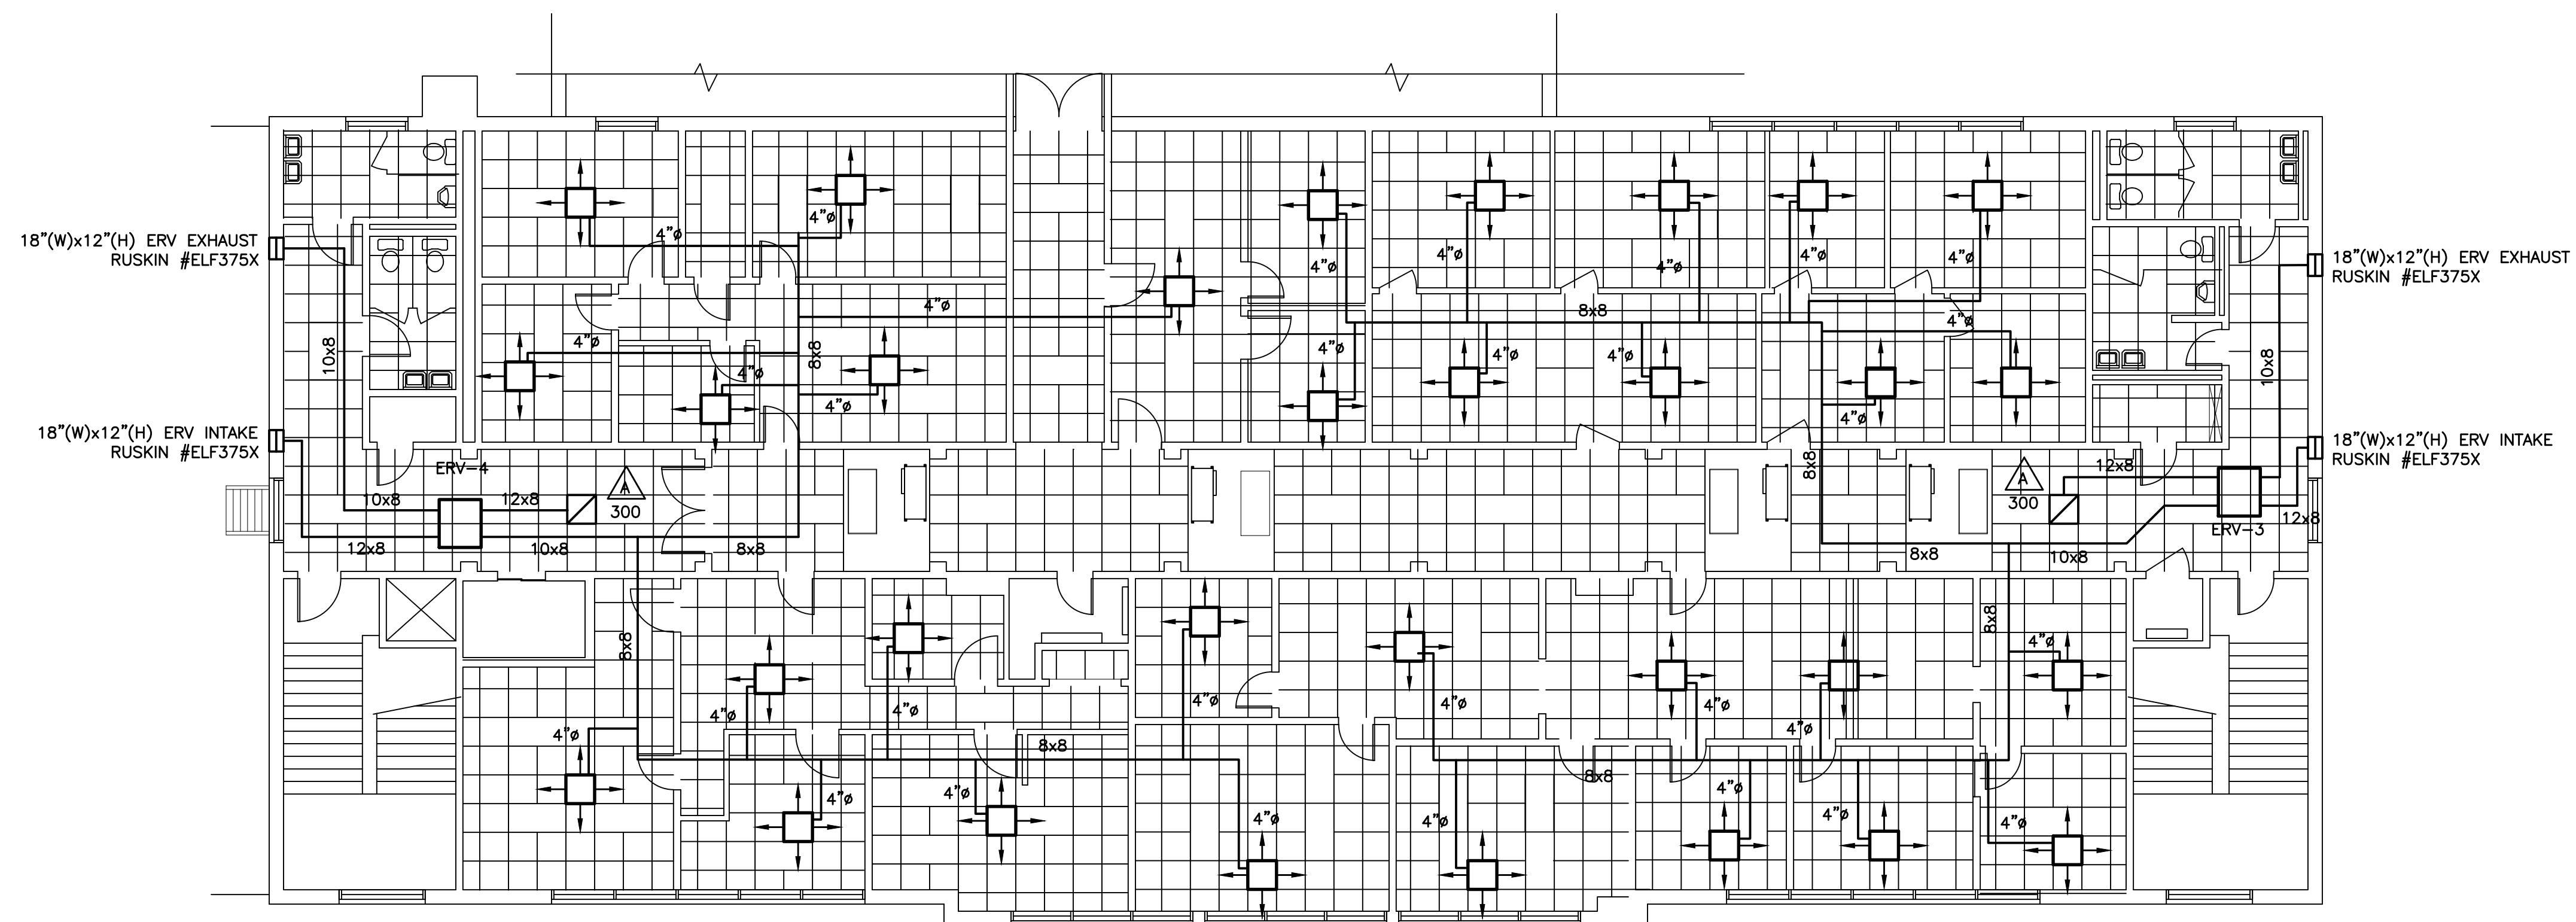 4"ø
4"ø
18"(W)x12"(H) ERV EXHAUST
RUSKIN #ELF375X
4"ø
4"ø
4"ø
4"ø
4"ø
18"(W)x12"(H) ERV EXHAUST
RUSKIN #ELF375X
4"ø
8x8
4"ø
10x8
4"ø
8x8
4"ø
4"ø
4"ø
10x8
4"ø
4"ø
4"ø
18"(W)x12"(H) ERV INTAKE
RUSKIN #ELF375X
18"(W)x12"(H) ERV INTAKE
RUSKIN #ELF375X
ERV-4
8x8
12x8
10x8
12x8
A
300
A
300
12x8
ERV-3
12x8
10x8
8x8
8x8
10x8
8x8
8x8
4"ø
4"ø
4"ø
4"ø
4"ø
4"ø
4"ø
4"ø
8x8
8x8
4"ø
4"ø
4"ø
4"ø
4"ø
4"ø
4"ø